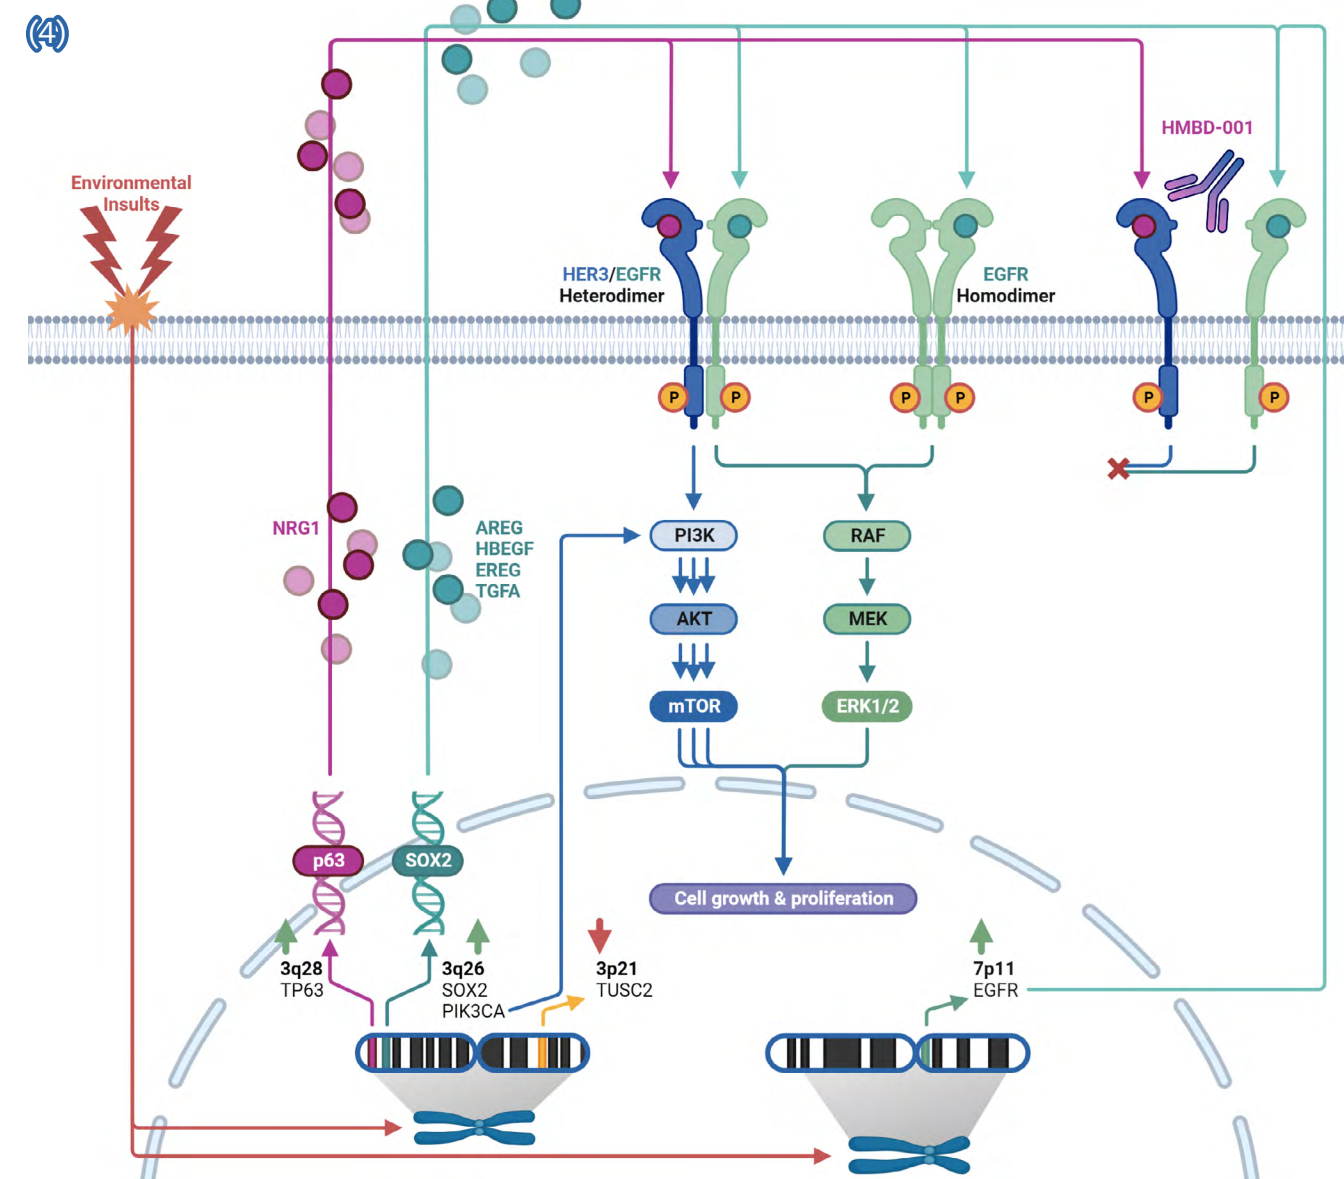 (4)
HMBD-001
Environmental
Insults
HER3/EGFR
Heterodimer
EGFR
Homodimer
P
P
P
P
P
P
NRG1
AREG
HBEGF
EREG
TGFA
PI3K
RAF
AKT
MEK
mTOR
ERK1/2
p63
SOX2
Cell growth & proliferation
3q28
TP63
3q26
SOX2
PIK3CA
3p21
TUSC2
7p11
EGFR